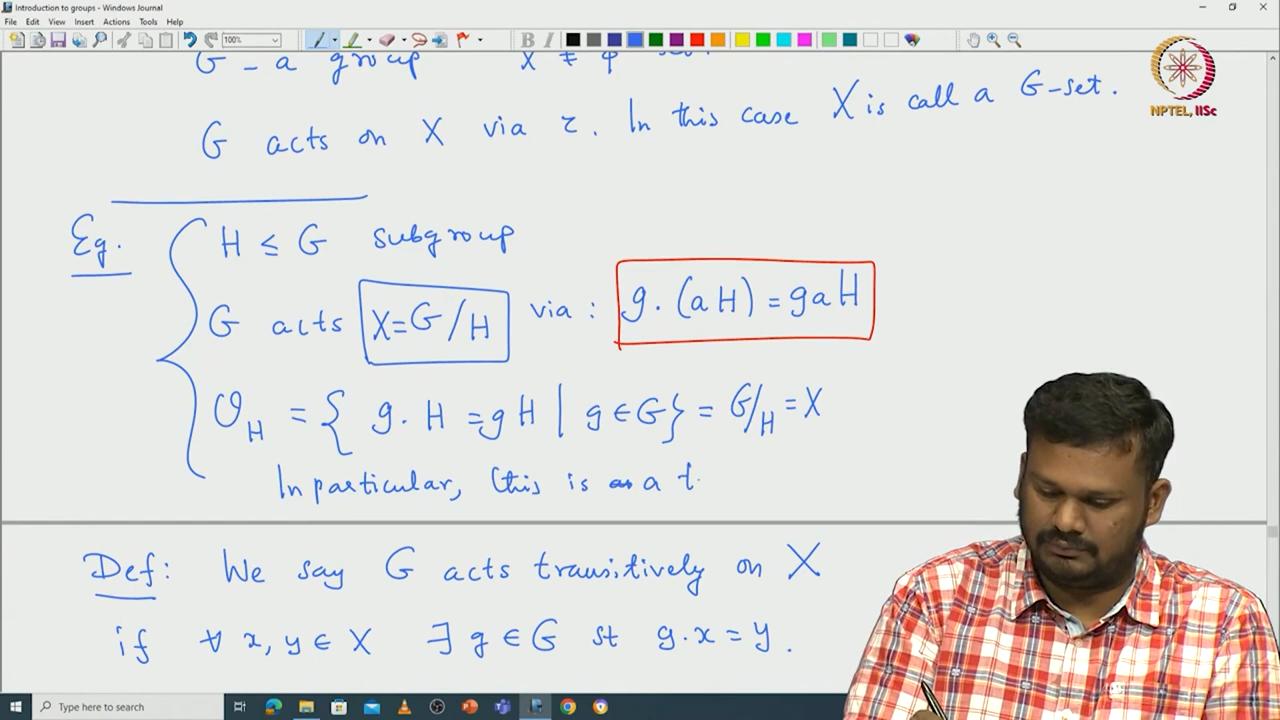 Introduction to groups - Windows Journal
File Edit View Insert Actions Tools Help
100%
B I
NPTEL, IISc
G - a group X ≠ φ
G acts on X via τ. In this case X is call a G-set.
Eg. H ≤ G subgroup
G acts X=G/H via : g.(aH) = gaH
O_H = { g.H = gH | g∈G} = G/H = X
In particular, this is a t
Def: We say G acts transitively on X
if ∀ x, y ∈ X ∃ g ∈ G st g.x = y.
Type here to search